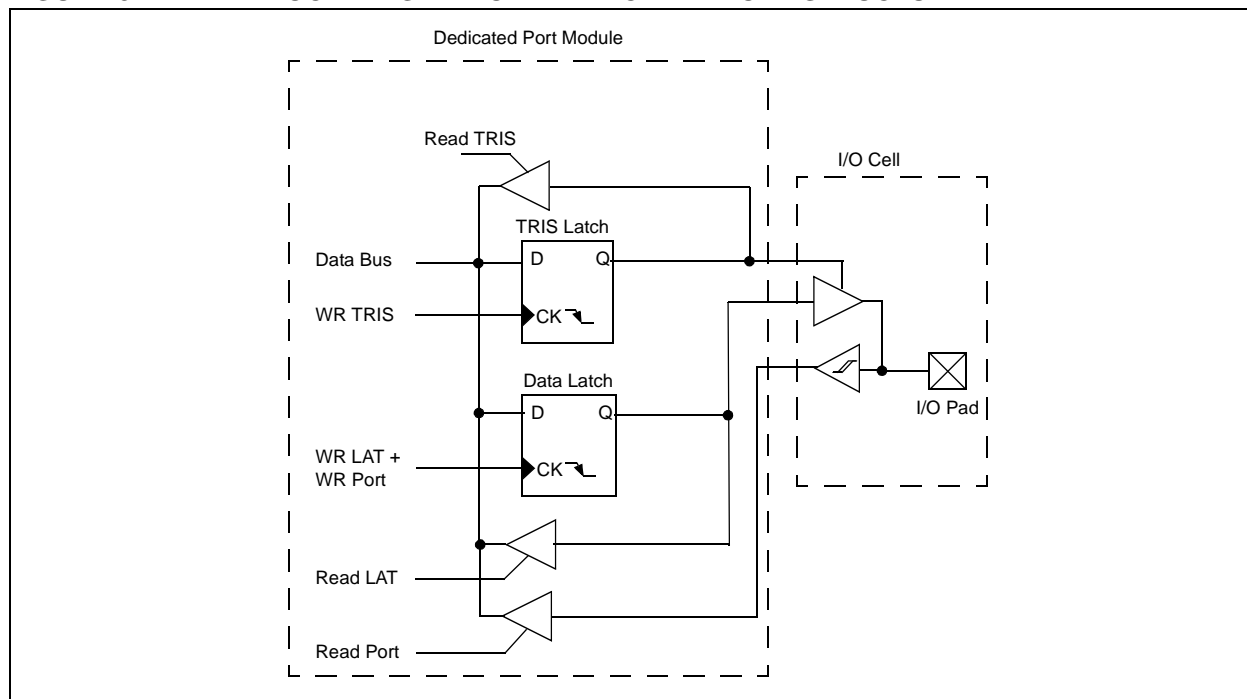 Dedicated Port Module
Read TRIS
I/O Cell
TRIS Latch
Data Bus
D
Q
WR TRIS
CK
Data Latch
I/O Pad
D
Q
WR LAT +
WR Port
CK
Read LAT
Read Port